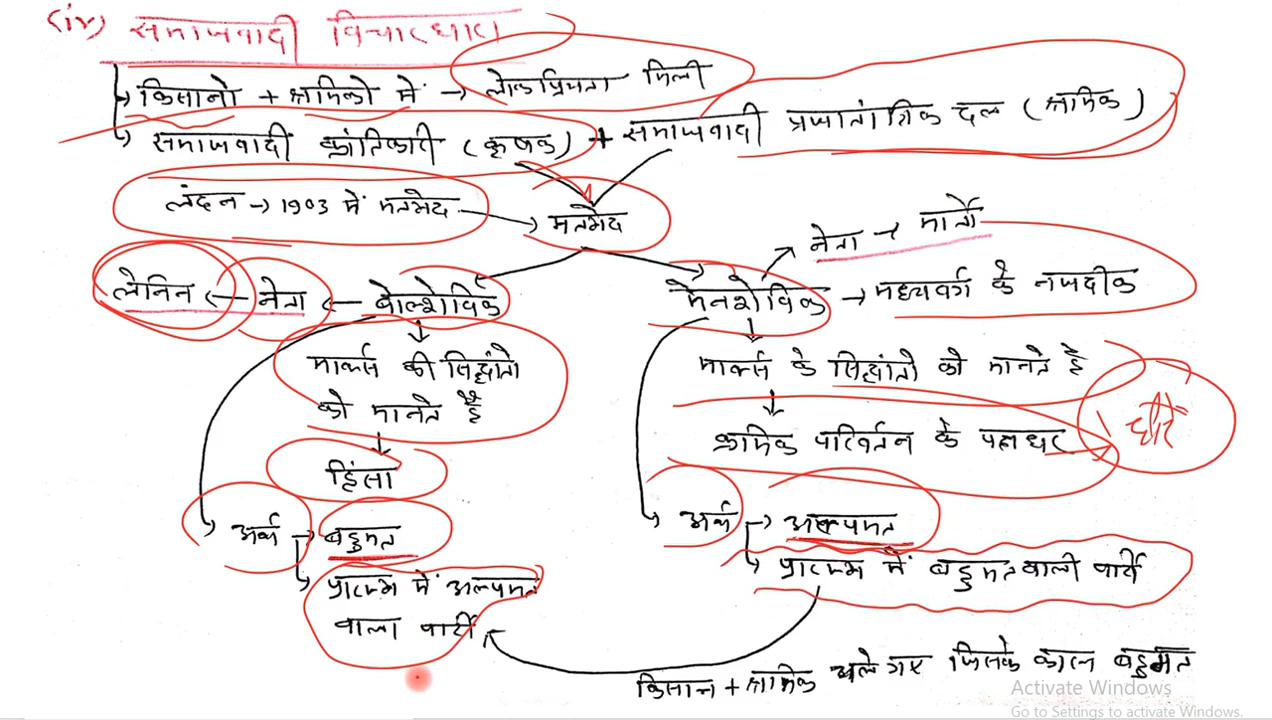 (iv) समाजवादी विचारधारा
किसानो + श्रमिको में → लोकप्रियता मिली
समाजवादी क्रांतिकारी (कृषक) + समाजवादी प्रजातांत्रिक दल (श्रमिक)
लंदन → 1903 में मतभेद → मतभेद
नेता → मार्तो
लेनिन ← नेता ← बोल्शेविक
मेनशेविक → मध्यवर्ग के नजदीक
मार्क्स की सिद्धांतो
को मानते है
मार्क्स के सिद्धांतो को मानते है
क्रामिक परिवर्तन के पक्षधर
धीरे
हिंसा
अर्थ → बहुमत
प्रारम्भ में अल्पमत
वाला पार्टी
अर्थ → अल्पमत
प्रारम्भ में बहुमत वाली पार्टी
किसान + श्रमिक चले गए जिसके कारन बहुमत
Activate Windows
Go to Settings to activate Windows.